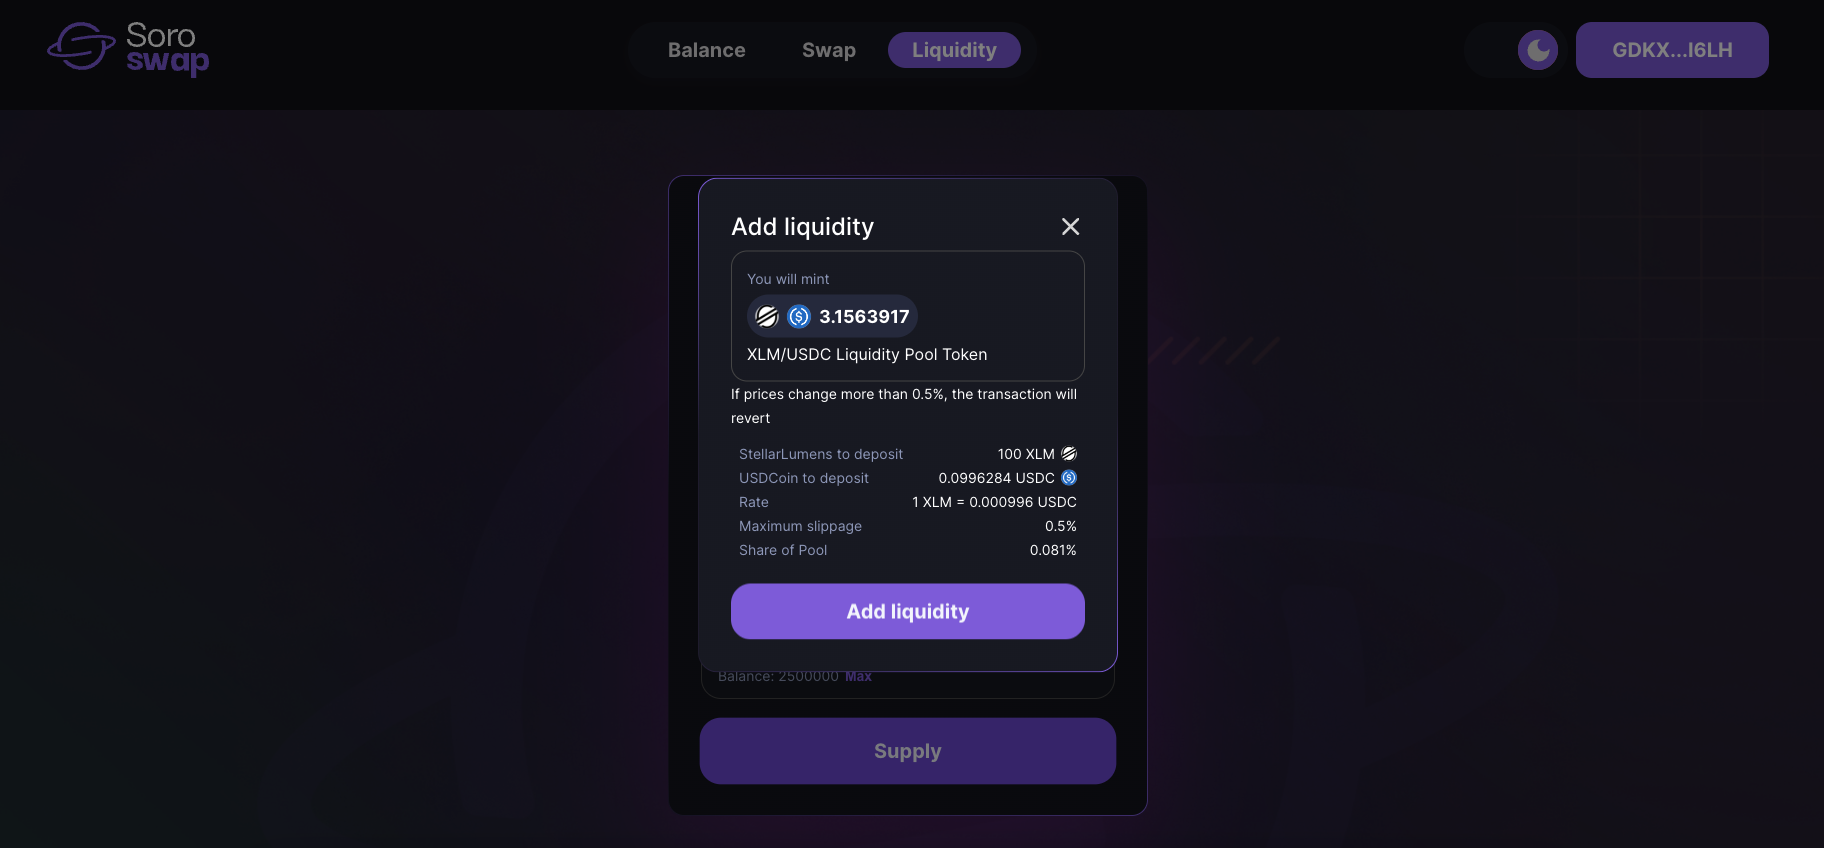 Soro
swap
Balance
Swap
Liquidity
GDKX...I6LH
Add liquidity
You will mint
3.1563917
XLM/USDC Liquidity Pool Token
If prices change more than 0.5%, the transaction will
revert
StellarLumens to deposit 100 XLM
USDCoin to deposit 0.0996284 USDC
Rate 1 XLM = 0.000996 USDC
Maximum slippage 0.5%
Share of Pool 0.081%
Add liquidity
Balance: 2500000 Max
Supply